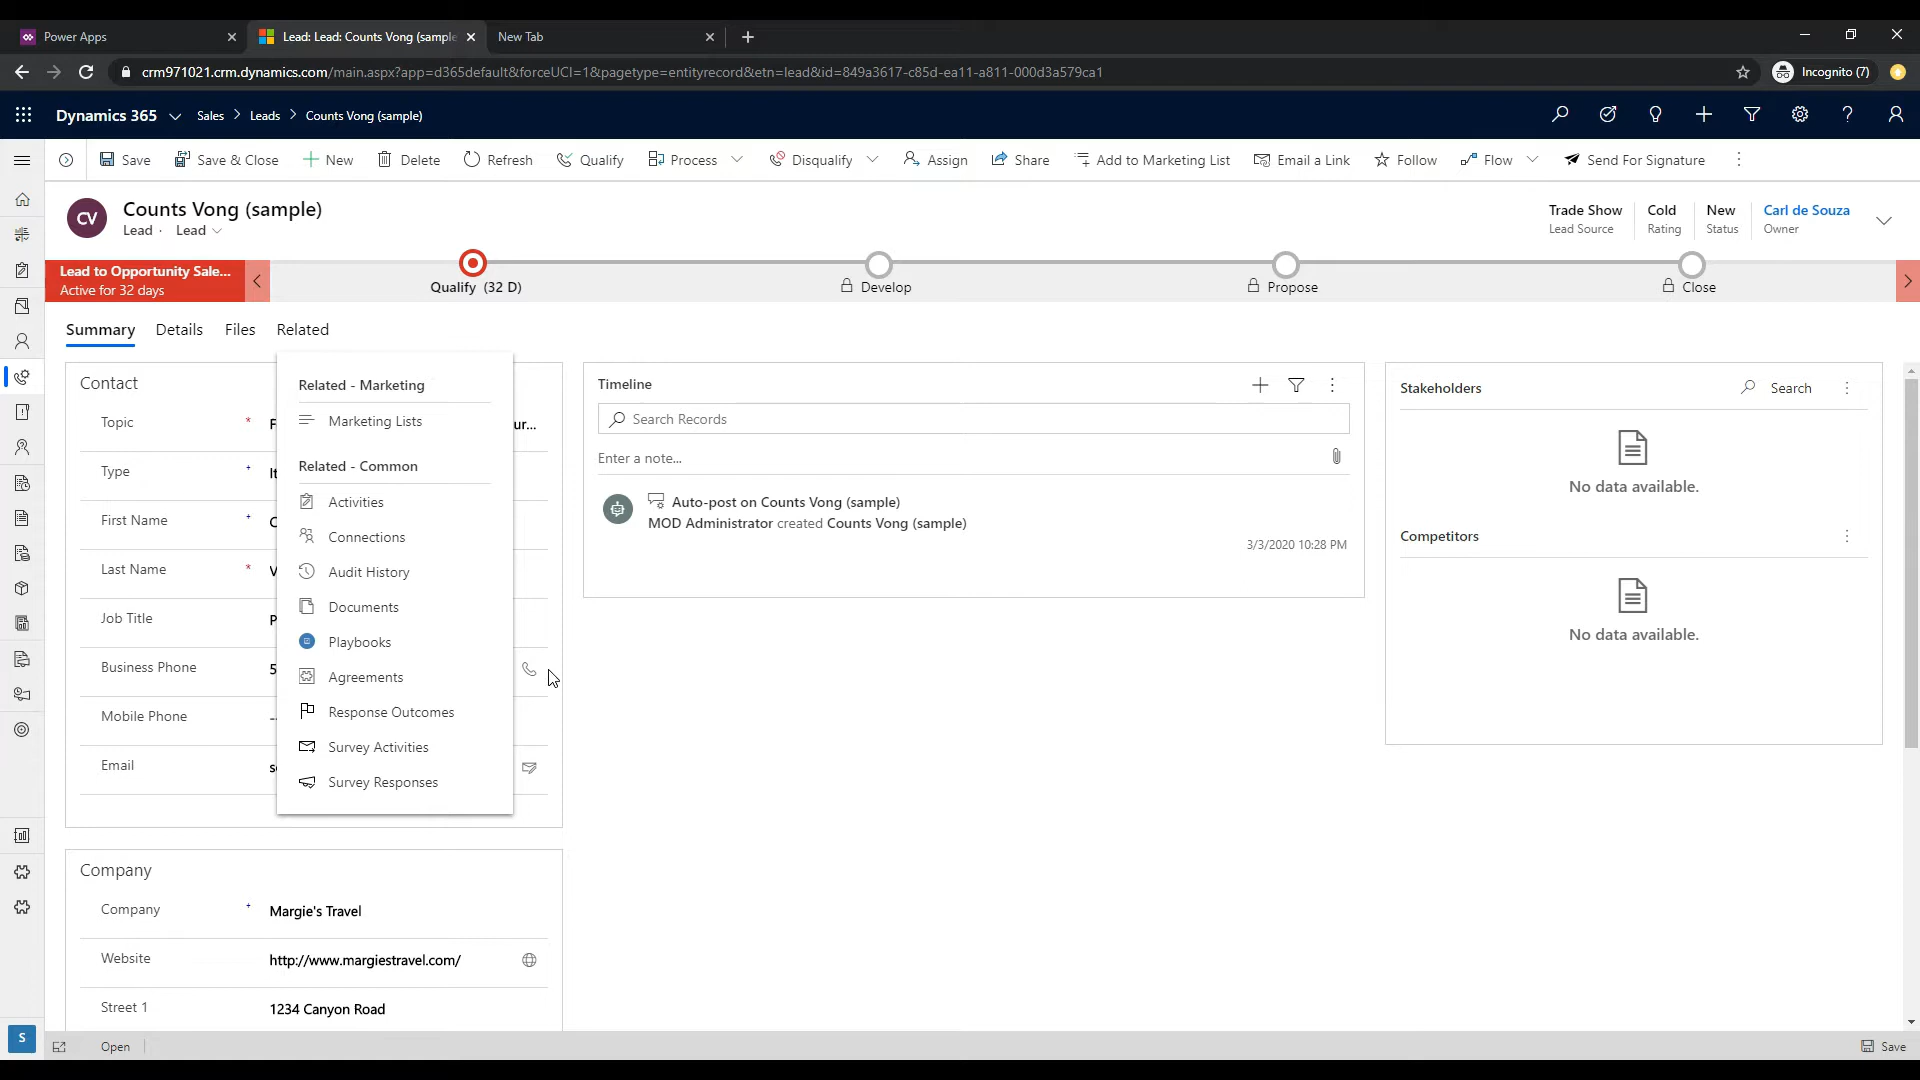 Power Apps
Lead: Lead: Counts Vong (sample
New Tab
crm971021.crm.dynamics.com/main.aspx?app=d365default&forceUCI=1&pagetype=entityrecord&etn=lead&id=849a3617-c85d-ea11-a811-000d3a579ca1
Incognito (7)
Dynamics 365
Sales > Leads > Counts Vong (sample)
Save
Save & Close
New
Delete
Refresh
Qualify
Process
Disqualify
Assign
Share
Add to Marketing List
Email a Link
Follow
Flow
Send For Signature
CV
Counts Vong (sample)
Lead · Lead
Trade Show
Lead Source
Cold
Rating
New
Status
Carl de Souza
Owner
Lead to Opportunity Sale...
Active for 32 days
Qualify (32 D)
Develop
Propose
Close
Summary
Details
Files
Related
Contact
Topic *
ur...
Type +
First Name +
Last Name *
Job Title
Business Phone
5
Mobile Phone
--
Email
Related - Marketing
Marketing Lists
Related - Common
Activities
Connections
Audit History
Documents
Playbooks
Agreements
Response Outcomes
Survey Activities
Survey Responses
Company
Company + Margie's Travel
Website http://www.margiestravel.com/
Street 1 1234 Canyon Road
Timeline
Search Records
Enter a note...
Auto-post on Counts Vong (sample)
MOD Administrator created Counts Vong (sample)
3/3/2020 10:28 PM
Stakeholders
Search
No data available.
Competitors
No data available.
S
Open
Save